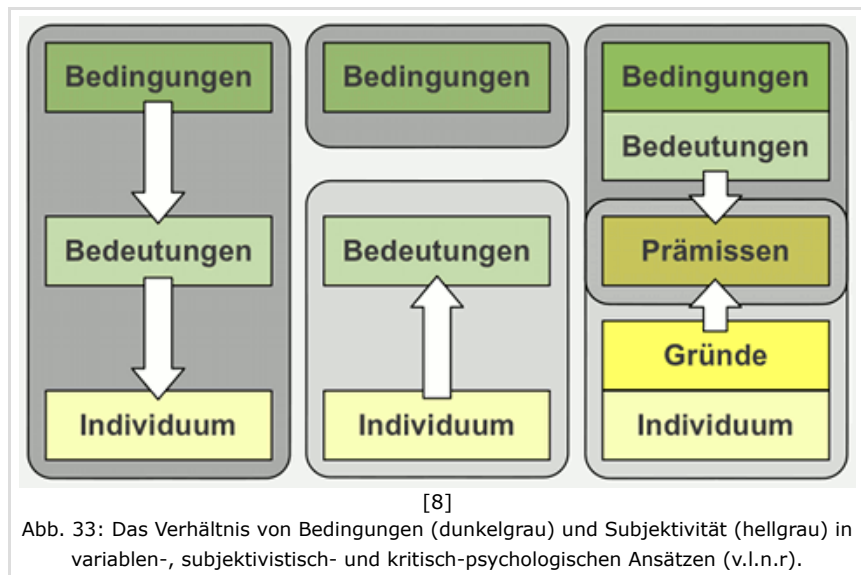 Bedingungen
Bedeutungen
Individuum
Bedingungen
Bedeutungen
Individuum
Bedingungen
Bedeutungen
Prämissen
Gründe
Individuum
[8]
Abb. 33: Das Verhältnis von Bedingungen (dunkelgrau) und Subjektivität (hellgrau) in
variablen-, subjektivistisch- und kritisch-psychologischen Ansätzen (v.l.n.r).